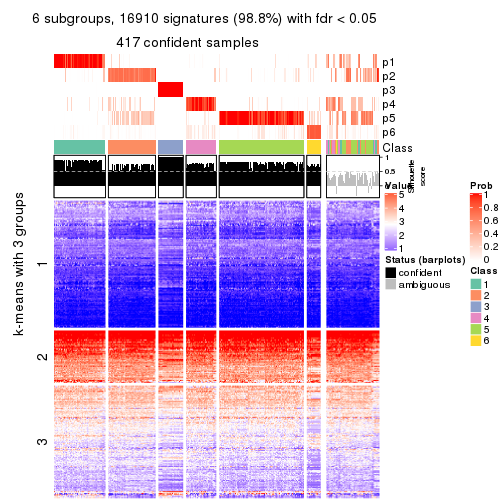 6 subgroups, 16910 signatures (98.8%) with fdr < 0.05
417 confident samples
p1
p2
p3
p4
p5
p6
Class
1
0.5
0
Silhouette
score
k-means with 3 groups
1
2
3
Value
5
4
3
2
1
Status (barplots)
confident
ambiguous
Prob
1
0.8
0.6
0.4
0.2
0
Class
1
2
3
4
5
6